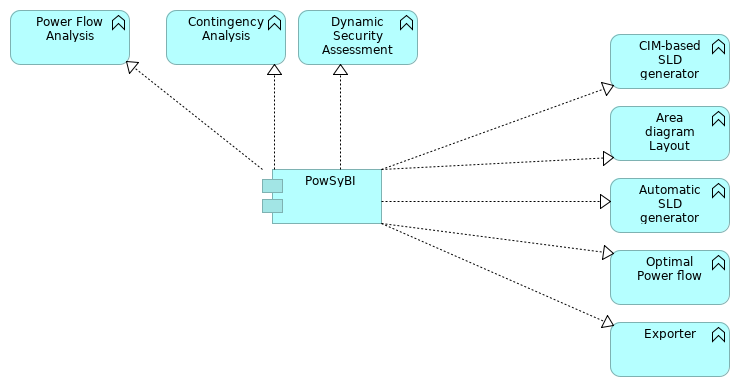 Power Flow
Analysis
Contingency
Analysis
Dynamic
Security
Assessment
CIM-based
SLD
generator
Area
diagram
Layout
PowSyBI
Automatic
SLD
generator
Optimal
Power flow
Exporter